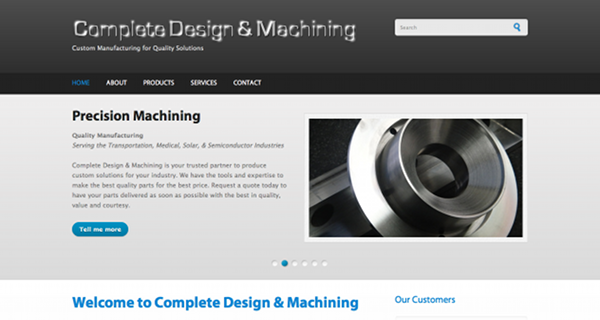 Complete Design & Machining
Custom Manufacturing for Quality Solutions
Search
HOME ABOUT PRODUCTS SERVICES CONTACT
Precision Machining
Quality Manufacturing
Serving the Transportation, Medical, Solar, & Semiconductor Industries
Complete Design & Machining is your trusted partner to produce
custom solutions for your industry. We have the tools and expertise to
make the best quality parts for the best price. Request a quote today to
have your parts delivered as soon as possible with the best in quality,
value and courtesy.
Tell me more
Welcome to Complete Design & Machining
Our Customers